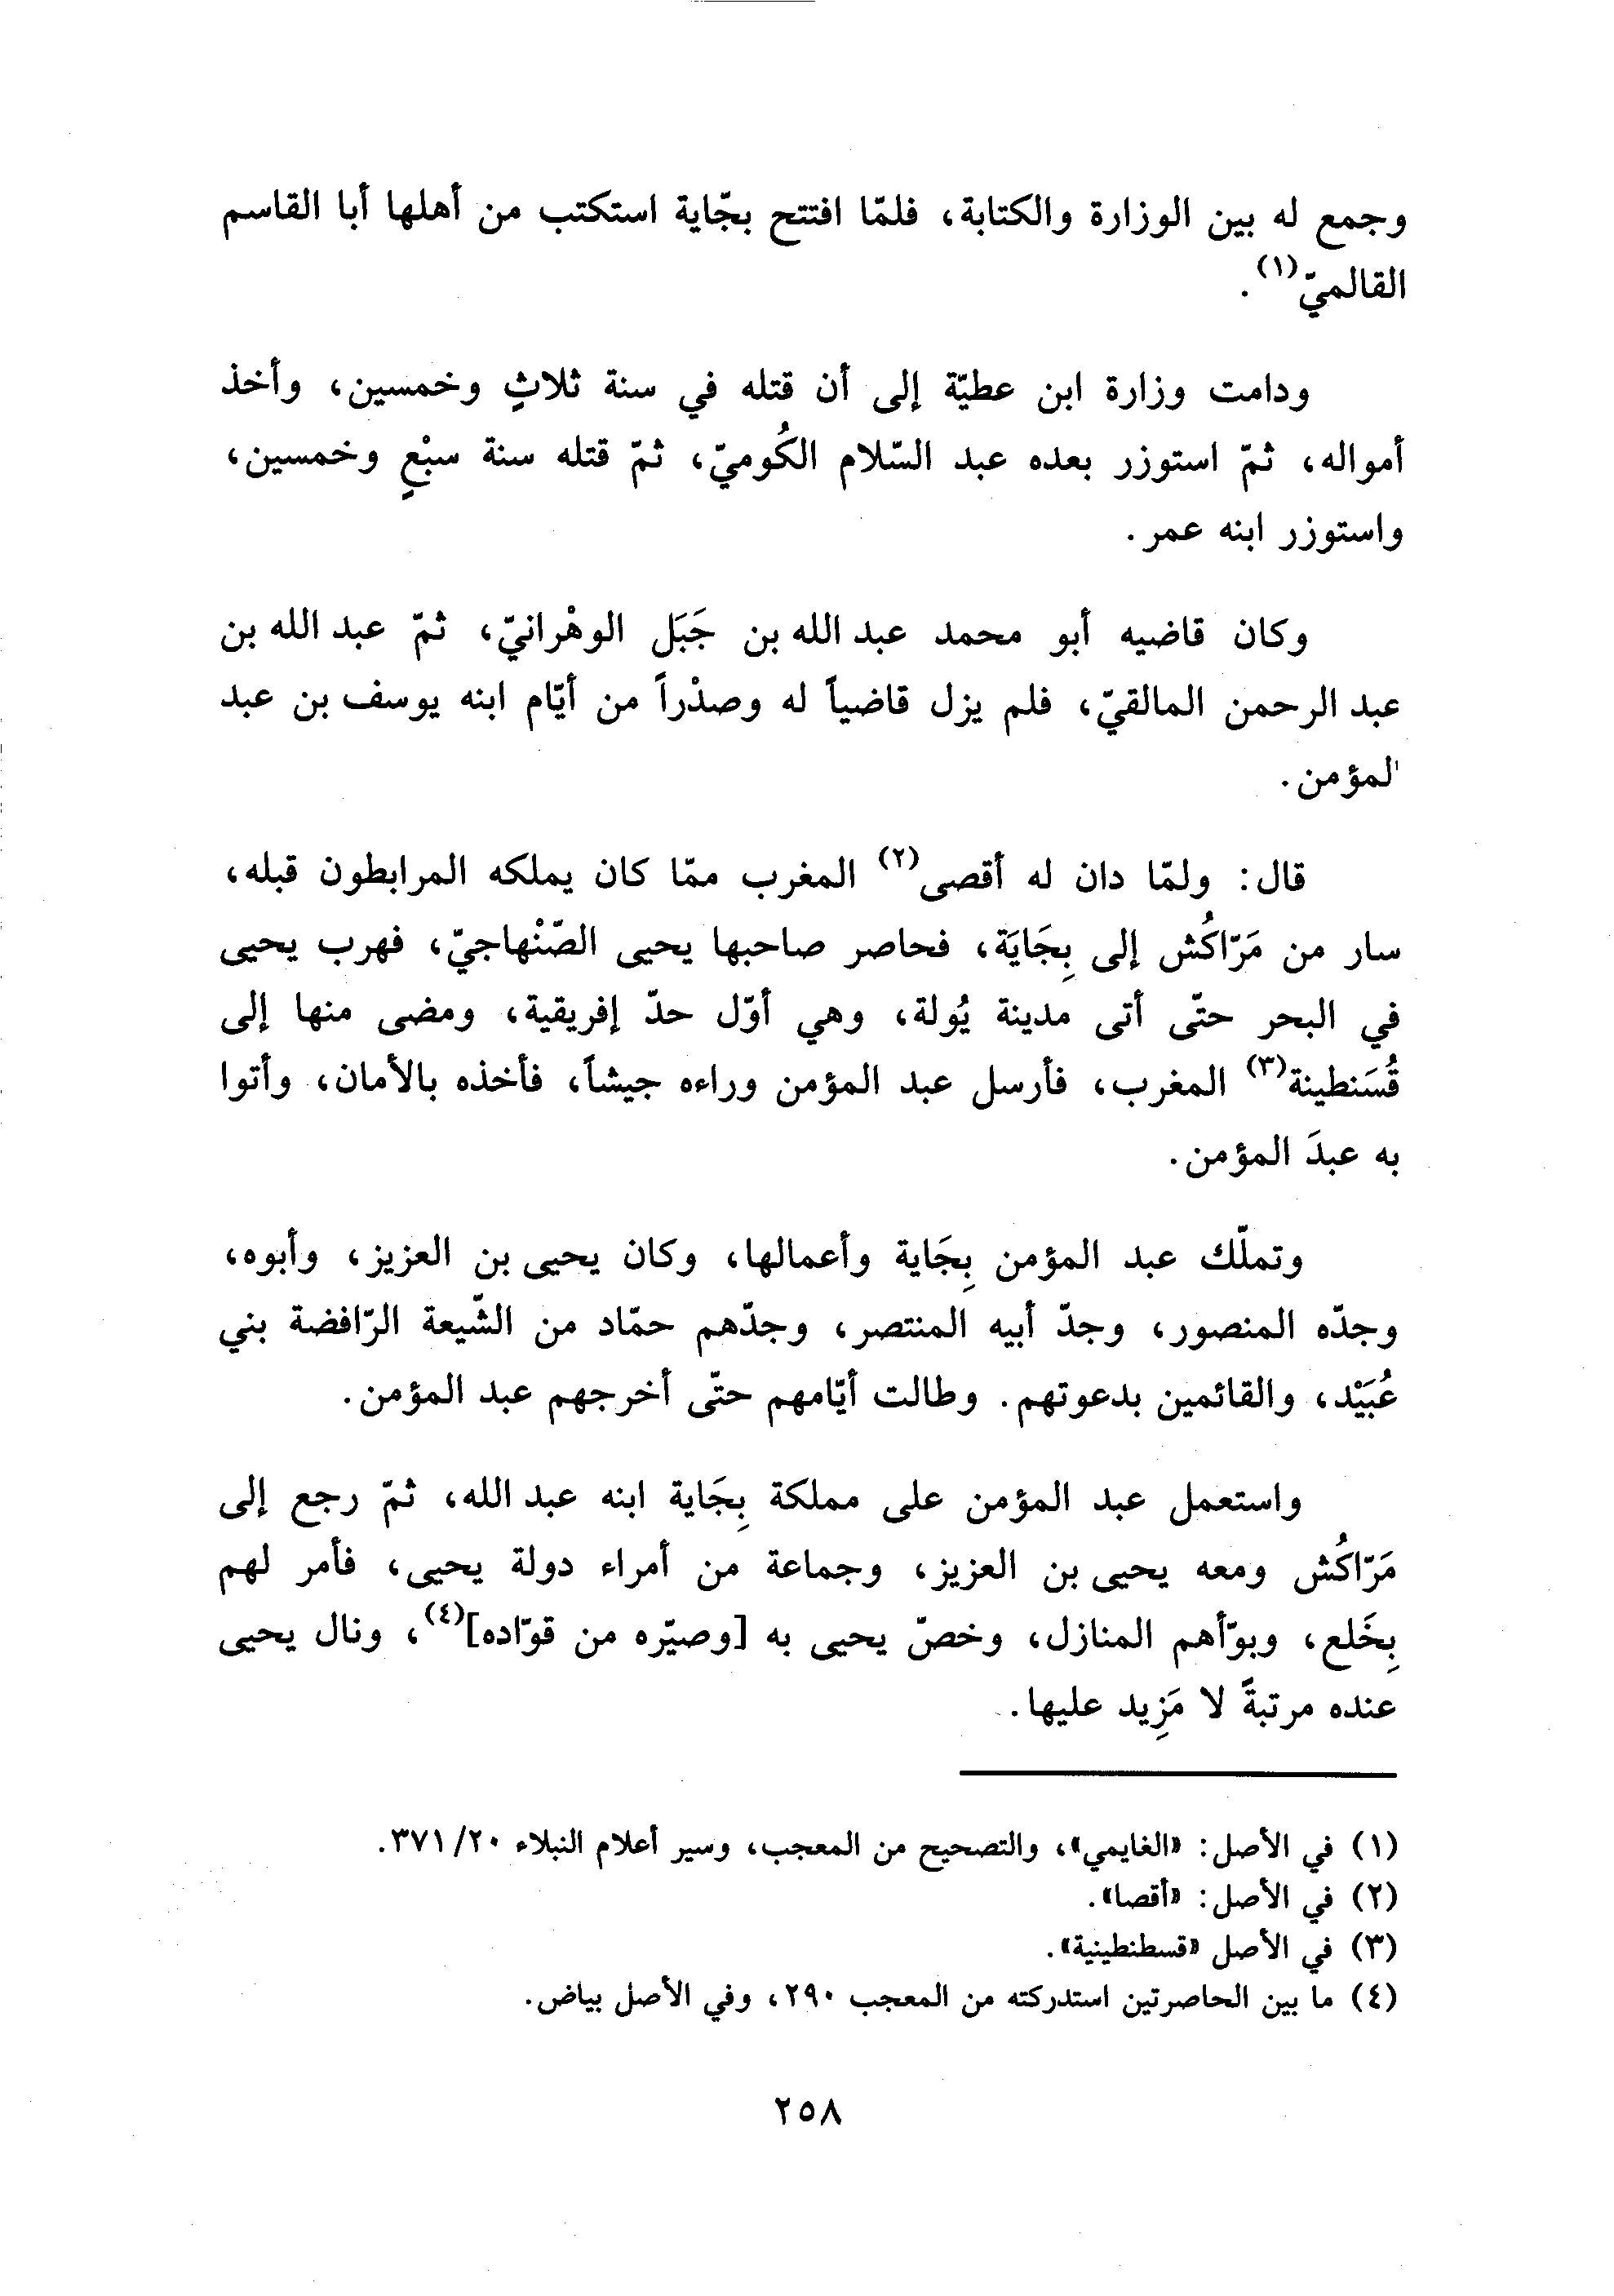 وجمع له بين الوزارة والكتابة، فلمّا افتتح بجّاية استكتب من أهلها أبا القاسم
القالميّ(١).
ودامت وزارة ابن عطيّة إلى أن قتله في سنة ثلاثٍ وخمسين، وأخذ
أمواله، ثمّ استوزر بعده عبد السّلام الكُوميّ، ثمّ قتله سنة سبْعٍ وخمسين،
واستوزر ابنه عمر.
وكان قاضيه أبو محمد عبد الله بن جَبَل الوهْرانيّ، ثمّ عبد الله بن
عبد الرحمن المالقيّ، فلم يزل قاضياً له وصدْراً من أيّام ابنه يوسف بن عبد
المؤمن.
قال: ولمّا دان له أقصى(٢) المغرب ممّا كان يملكه المرابطون قبله،
سار من مَرّاكُش إلى بِجَايَة، فحاصر صاحبها يحيى الصّنْهاجيّ، فهرب يحيى
في البحر حتّى أتى مدينة يُولة، وهي أوّل حدّ إفريقية، ومضى منها إلى
قُسَنطينة(٣) المغرب، فأرسل عبد المؤمن وراءه جيشاً، فأخذه بالأمان، وأتوا
به عبدَ المؤمن.
وتملّك عبد المؤمن بِجَاية وأعمالها، وكان يحيى بن العزيز، وأبوه،
وجدّه المنصور، وجدّ أبيه المنتصر، وجدّهم حمّاد من الشّيعة الرّافضة بني
عُبَيْد، والقائمين بدعوتهم. وطالت أيّامهم حتّى أخرجهم عبد المؤمن.
واستعمل عبد المؤمن على مملكة بِجَاية ابنه عبد الله، ثمّ رجع إلى
مَرّاكُش ومعه يحيى بن العزيز، وجماعة من أمراء دولة يحيى، فأمر لهم
بِخَلع، وبوّأهم المنازل، وخصّ يحيى به [وصيّره من قوّاده](٤)، ونال يحيى
عنده مرتبةً لا مَزِيد عليها.
(١) في الأصل: «الغايمي»، والتصحيح من المعجب، وسير أعلام النبلاء ٢٠/ ٣٧١.
(٢) في الأصل: «أقصا».
(٣) في الأصل «قسطنطينية».
(٤) ما بين الحاصرتين استدركته من المعجب ٢٩٠، وفي الأصل بياض.
٢٥٨